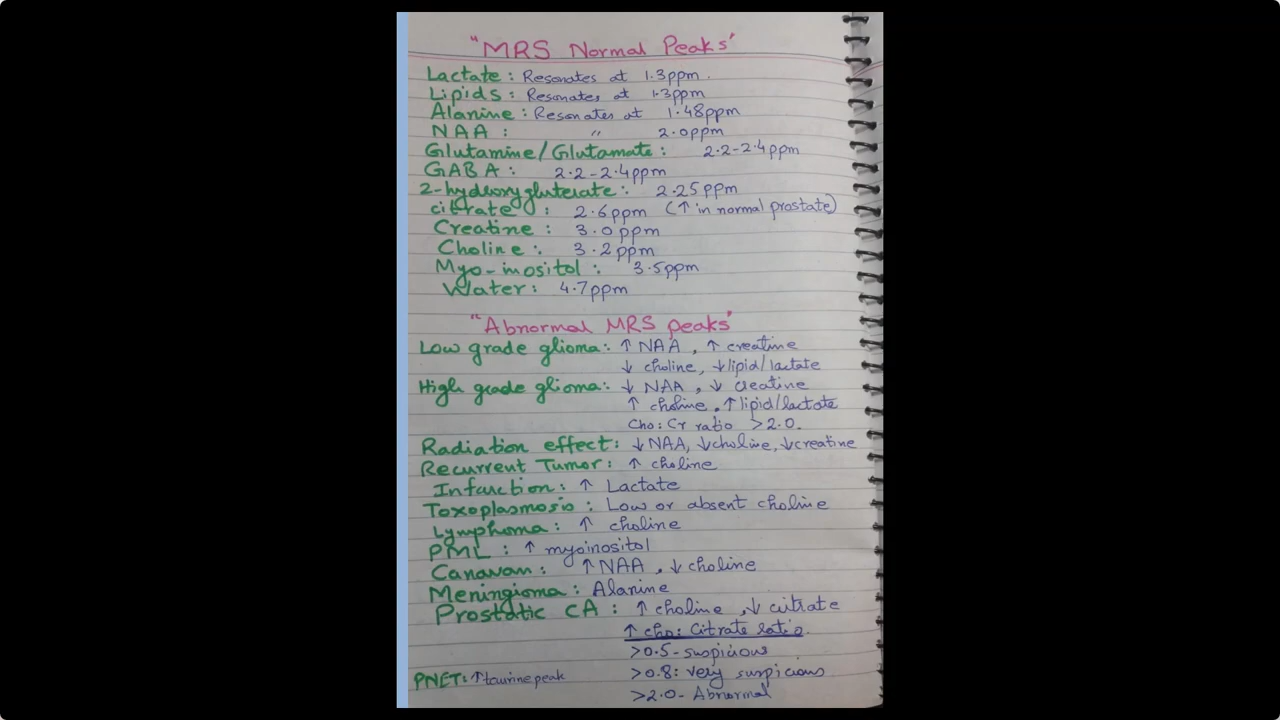 "MRS Normal Peaks"
Lactate : Resonates at 1.3ppm.
Lipids : Resonates at 1.3ppm
Alanine : Resonates at 1.48ppm
NAA : " 2.0ppm
Glutamine/Glutamate : 2.2-2.4ppm
GABA : 2.2-2.4ppm
2-hydroxygluterate : 2.25ppm
citrate : 2.6ppm (↑ in normal prostate)
Creatine : 3.0ppm
Choline : 3.2ppm
Myo-inositol : 3.5ppm
Water : 4.7ppm
"Abnormal MRS peaks"
Low grade glioma : ↑ NAA, ↑ creatine
↓ choline, ↓lipid/lactate
High grade glioma : ↓ NAA, ↓ creatine
↑ choline, ↑lipid/lactate
Cho: Cr ratio >2.0.
Radiation effect : ↓NAA, ↓choline, ↓creatine
Recurrent Tumor : ↑ choline
Infarction : ↑ Lactate
Toxoplasmosis : Low or absent choline
Lymphoma : ↑ choline
PML : ↑ myoinositol
Canavan : ↑NAA, ↓ choline
Meningioma : Alanine
Prostatic CA : ↑choline, ↓ citrate
↑ cho: Citrate ratio.
>0.5- suspicious
PNET: ↑taurine peak >0.8: very suspicious
>2.0- Abnormal